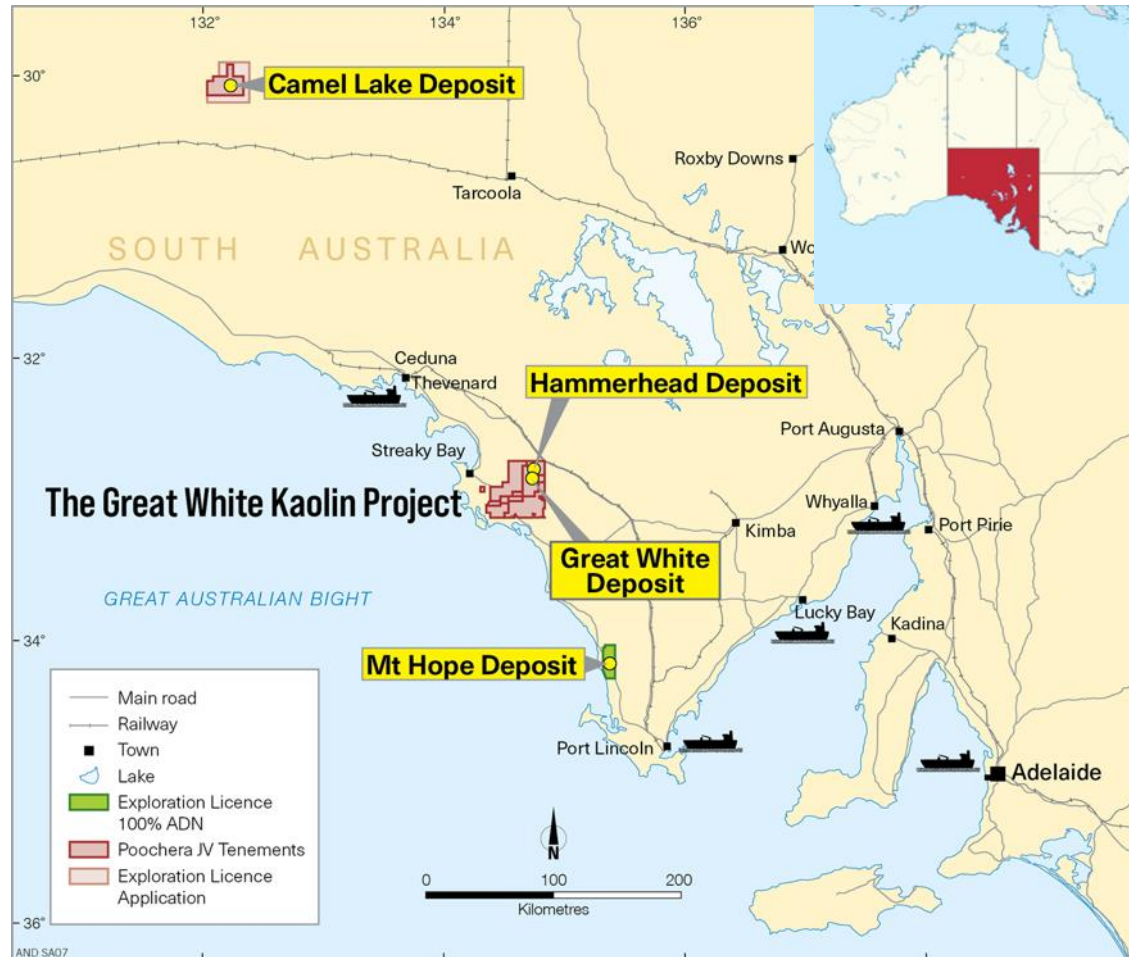 132°
134°
136°
30°
Camel Lake Deposit
Roxby Downs
Tarcoola
SOUTH AUSTRALIA
Wo
32°
Ceduna
Thevenard
Hammerhead Deposit
Port Augusta
Streaky Bay
The Great White Kaolin Project
Whyalla
Kimba
Port Pirie
Great White
Deposit
GREAT AUSTRALIAN BIGHT
Lucky Bay
Kadina
34°
Mt Hope Deposit
Main road
Railway
Town
Lake
Exploration Licence
100% ADN
Poochera JV Tenements
Exploration Licence
Application
Port Lincoln
Adelaide
N
0 100 200
Kilometres
36°
AND SA07